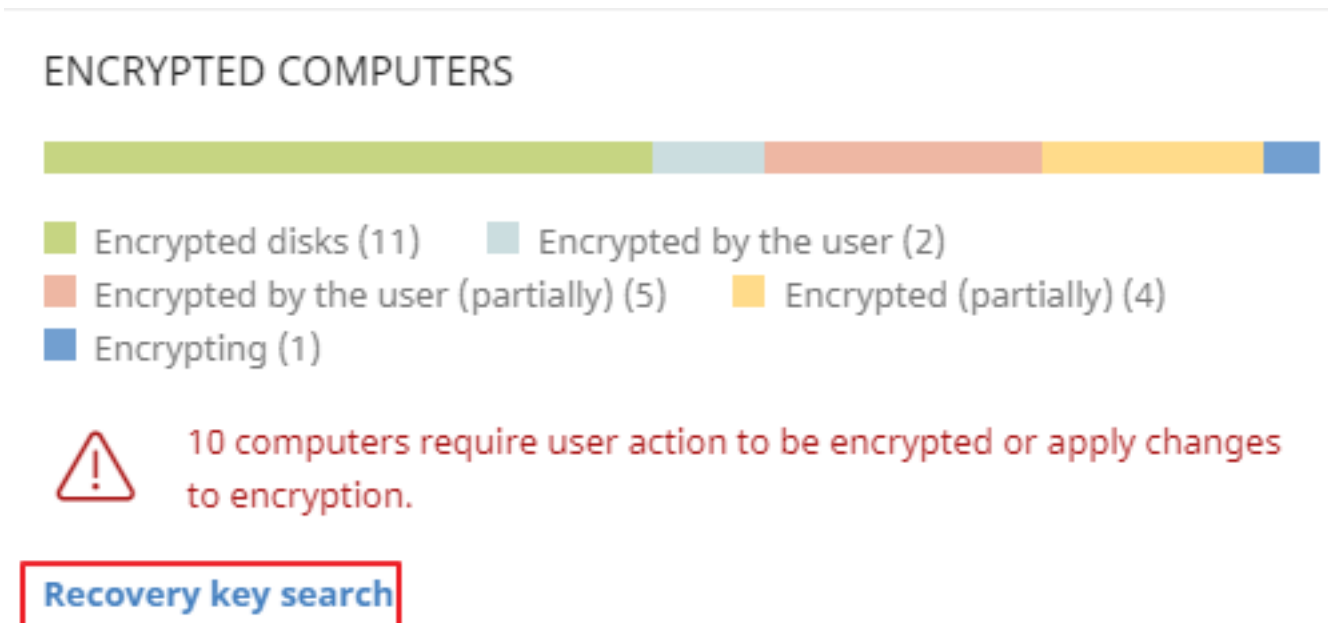 ENCRYPTED COMPUTERS
Encrypted disks (11) Encrypted by the user (2)
Encrypted by the user (partially) (5) Encrypted (partially) (4)
Encrypting (1)
10 computers require user action to be encrypted or apply changes
to encryption.
Recovery key search